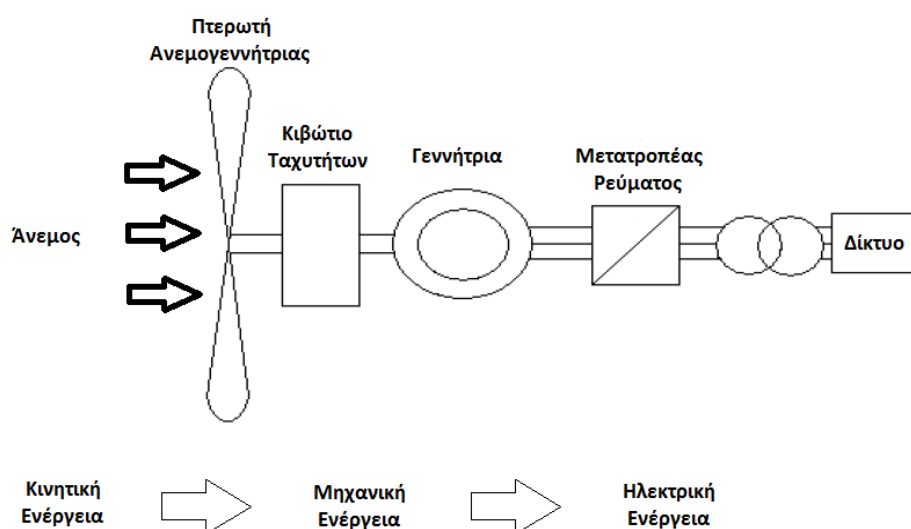 Πτερωτή
Ανεμογεννήτριας
Κιβώτιο
Ταχυτήτων
Γεννήτρια
Μετατροπέας
Ρεύματος
Άνεμος
Δίκτυο
Κινητική
Ενέργεια
Μηχανική
Ενέργεια
Ηλεκτρική
Ενέργεια